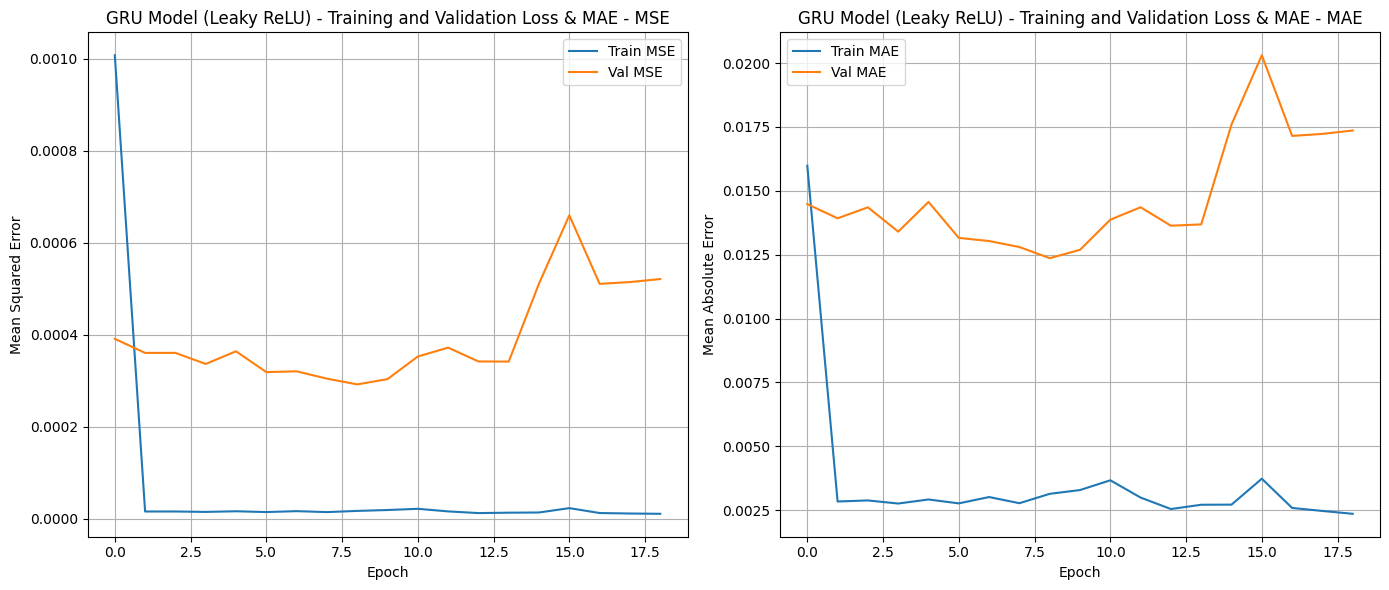 GRU Model (Leaky ReLU) - Training and Validation Loss & MAE - MSE
Mean Squared Error
0.0010
0.0008
0.0006
0.0004
0.0002
0.0000
Train MSE
Val MSE
0.0 2.5 5.0 7.5 10.0 12.5 15.0 17.5
Epoch
GRU Model (Leaky ReLU) - Training and Validation Loss & MAE - MAE
Mean Absolute Error
0.0200
0.0175
0.0150
0.0125
0.0100
0.0075
0.0050
0.0025
Train MAE
Val MAE
0.0 2.5 5.0 7.5 10.0 12.5 15.0 17.5
Epoch